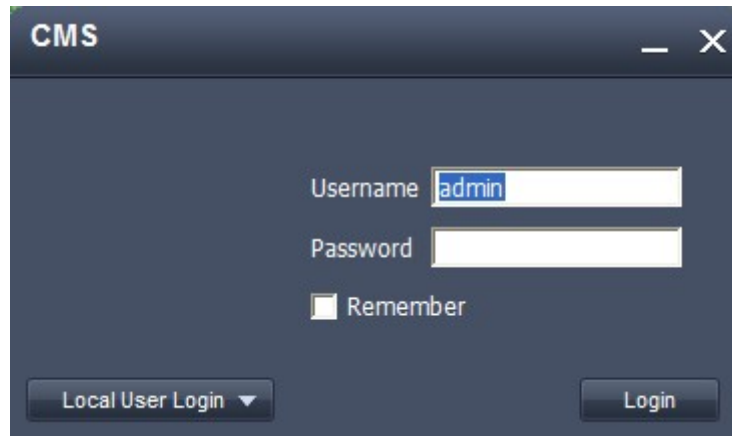 CMS
Username admin
Password
Remember
Local User Login Login